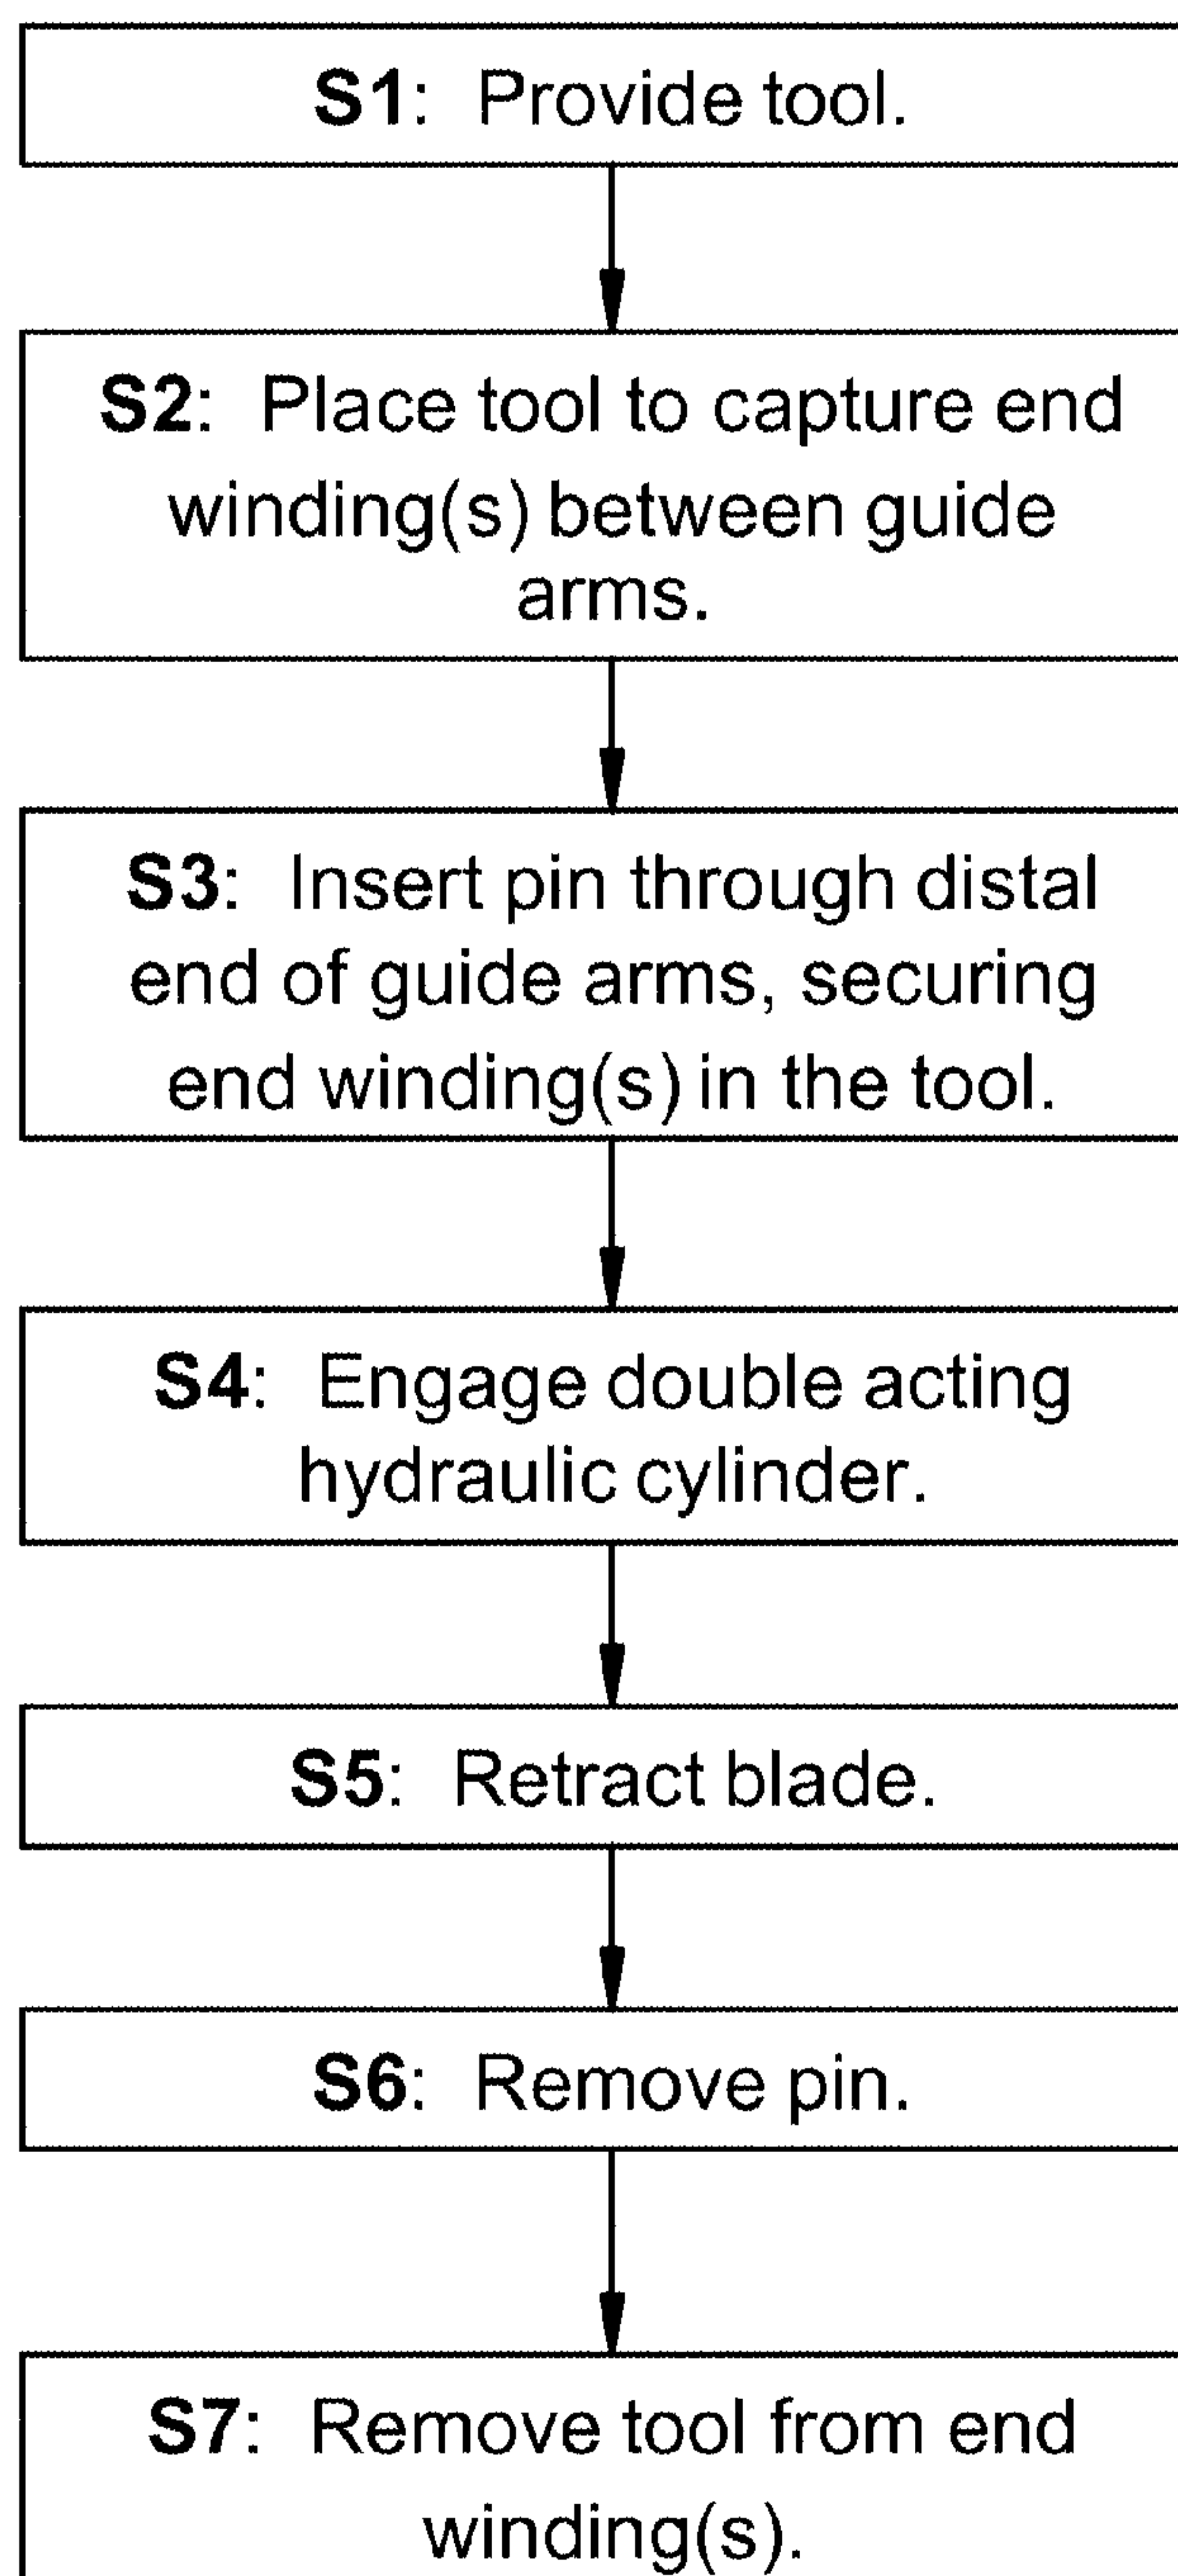 S1: Provide tool.
S2: Place tool to capture end
winding(s) between guide
arms.
S3: Insert pin through distal
end of guide arms, securing
end winding(s) in the tool.
S4: Engage double acting
hydraulic cylinder.
S5: Retract blade.
S6: Remove pin.
S7: Remove tool from end
winding(s).